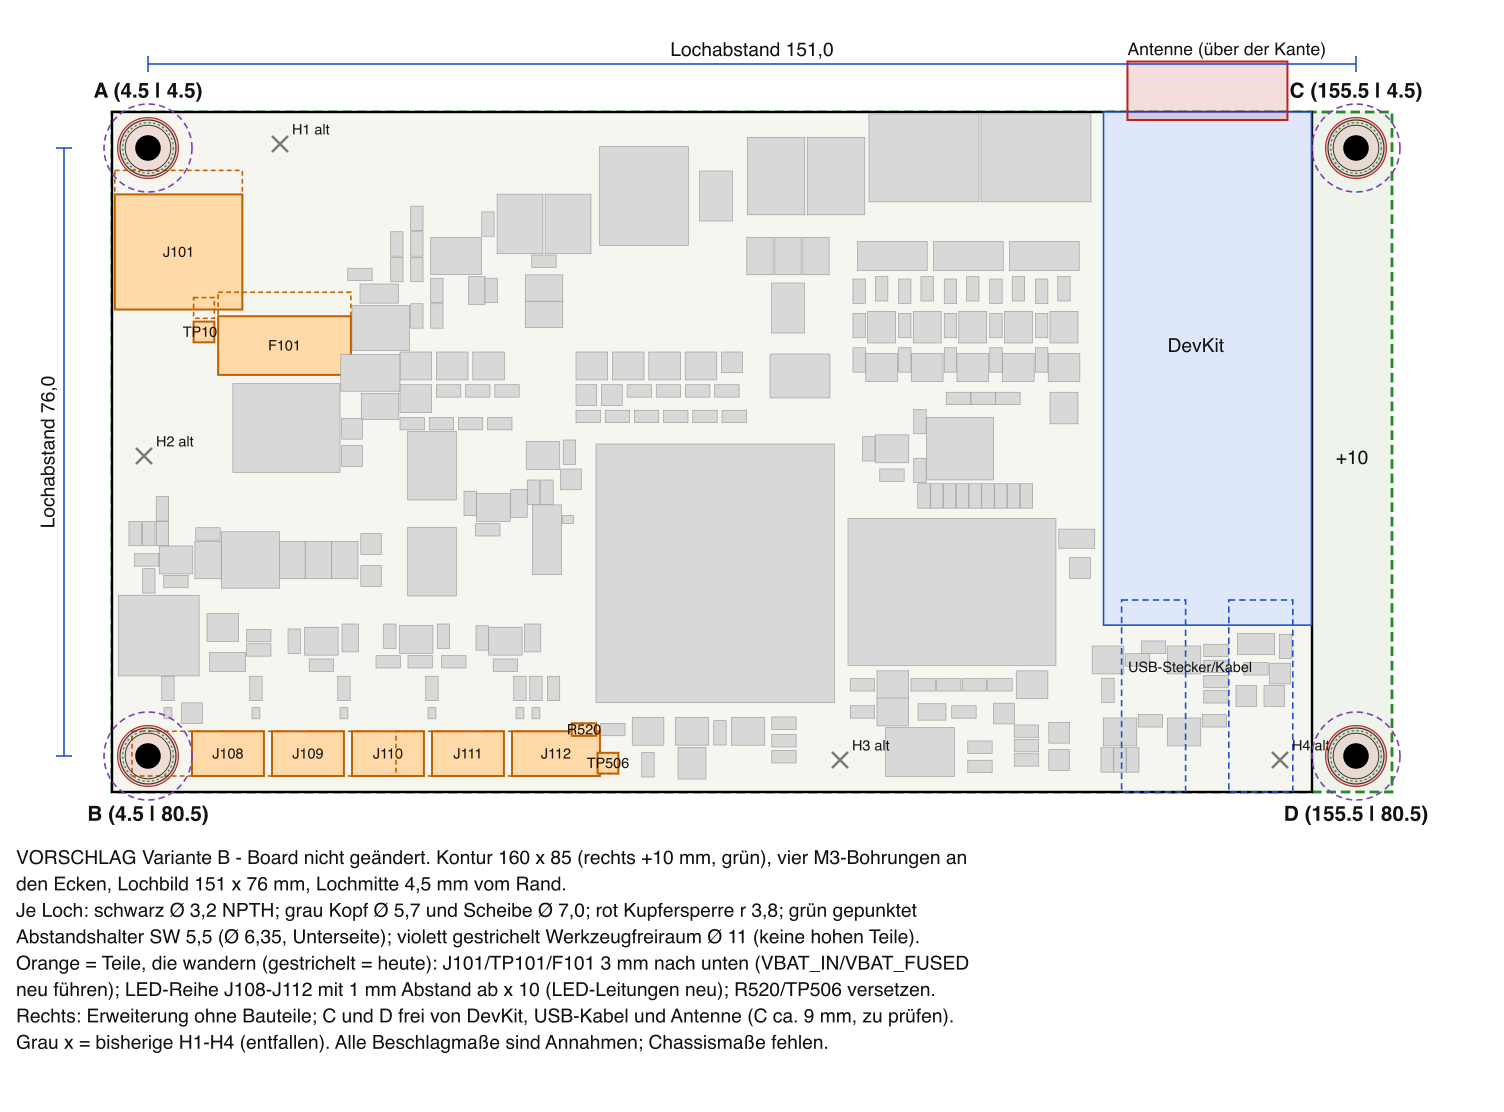 Lochabstand 151,0
Antenne (über der Kante)
A (4.5 | 4.5)
C (155.5 | 4.5)
H1 alt
J101
TP10
F101
DevKit
Lochabstand 76,0
H2 alt
+10
USB-Stecker/Kabel
R520
J108
J109
J110
J111
J112
TP506
H3 alt
H4 alt
B (4.5 | 80.5)
D (155.5 | 80.5)
VORSCHLAG Variante B - Board nicht geändert. Kontur 160 x 85 (rechts +10 mm, grün), vier M3-Bohrungen an
den Ecken, Lochbild 151 x 76 mm, Lochmitte 4,5 mm vom Rand.
Je Loch: schwarz Ø 3,2 NPTH; grau Kopf Ø 5,7 und Scheibe Ø 7,0; rot Kupfersperre r 3,8; grün gepunktet
Abstandshalter SW 5,5 (Ø 6,35, Unterseite); violett gestrichelt Werkzeugfreiraum Ø 11 (keine hohen Teile).
Orange = Teile, die wandern (gestrichelt = heute): J101/TP101/F101 3 mm nach unten (VBAT_IN/VBAT_FUSED
neu führen); LED-Reihe J108-J112 mit 1 mm Abstand ab x 10 (LED-Leitungen neu); R520/TP506 versetzen.
Rechts: Erweiterung ohne Bauteile; C und D frei von DevKit, USB-Kabel und Antenne (C ca. 9 mm, zu prüfen).
Grau x = bisherige H1-H4 (entfallen). Alle Beschlagmaße sind Annahmen; Chassismaße fehlen.